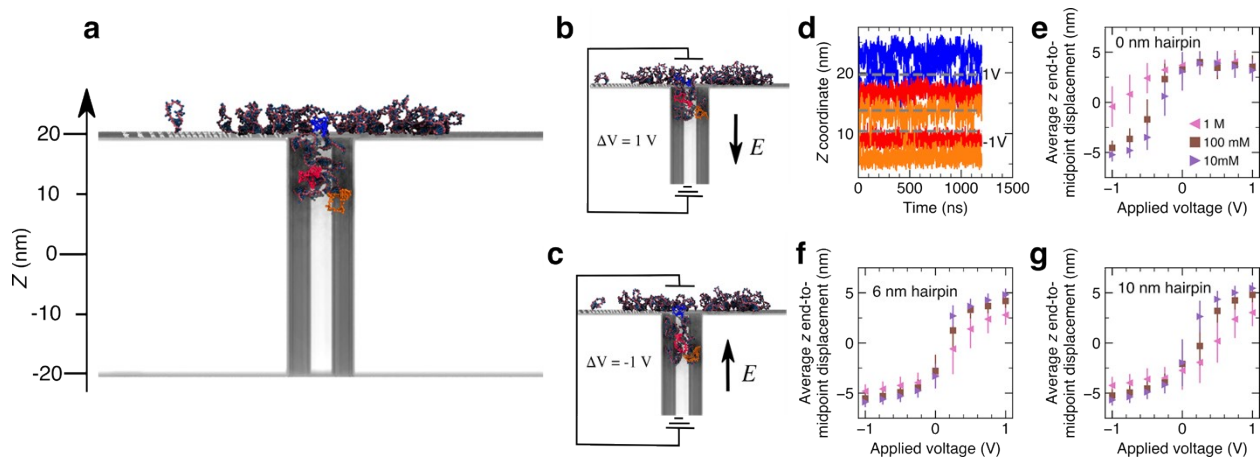 a
20
10
0
-10
-20
Z (nm)
b
ΔV = 1 V
E
c
ΔV = -1 V
E
d
Z coordinate (nm)
20
10
1V
-1V
0
500
1000
1500
Time (ns)
e
Average z end-to-
midpoint displacement (nm)
0 nm hairpin
5
0
−5
1 M
100 mM
10mM
−1
0
1
Applied voltage (V)
f
Average z end-to-
midpoint displacement (nm)
6 nm hairpin
5
0
−5
−1
0
1
Applied voltage (V)
g
Average z end-to-
midpoint displacement (nm)
10 nm hairpin
5
0
−5
−1
0
1
Applied voltage (V)